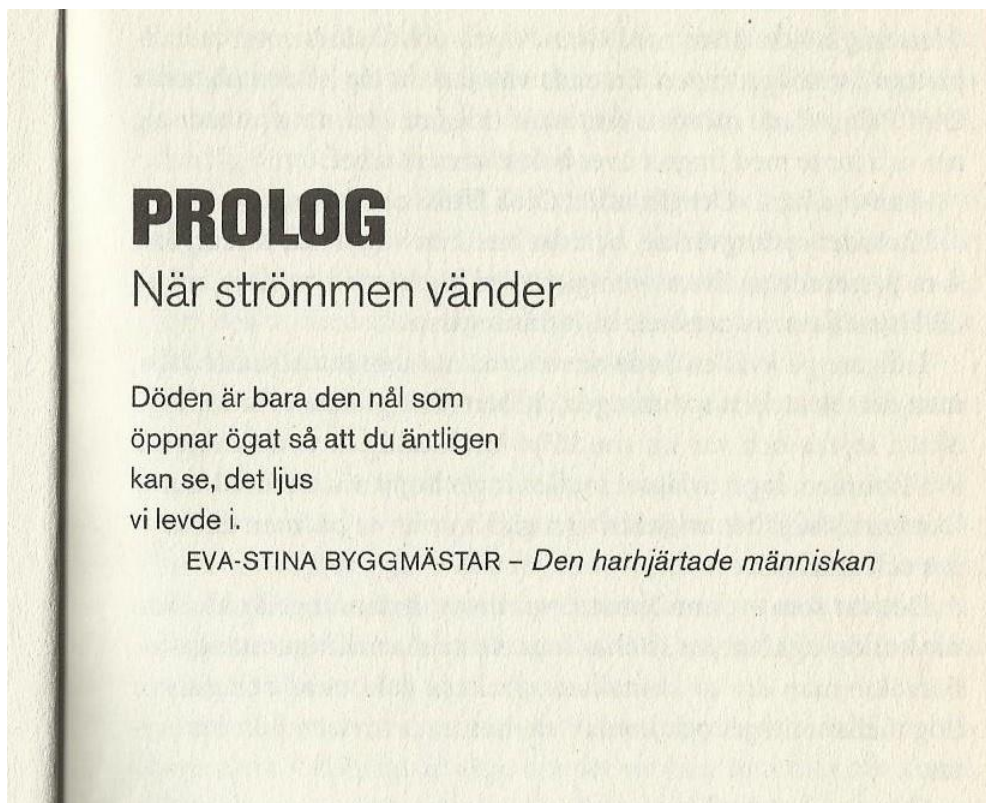 PROLOG
När strömmen vänder
Döden är bara den nål som
öppnar ögat så att du äntligen
kan se, det ljus
vi levde i.
EVA-STINA BYGGMÄSTAR – Den harhjärtade människan